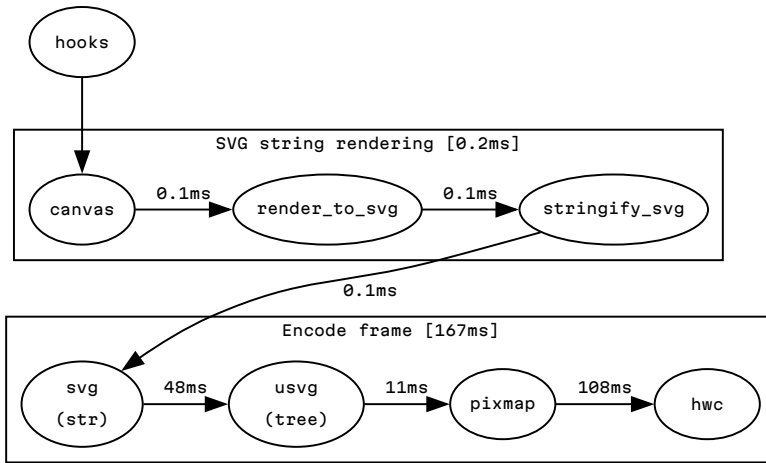 hooks
SVG string rendering [0.2ms]
canvas
0.1ms
render_to_svg
0.1ms
stringify_svg
0.1ms
Encode frame [167ms]
svg
(str)
48ms
usvg
(tree)
11ms
pixmap
108ms
hwc